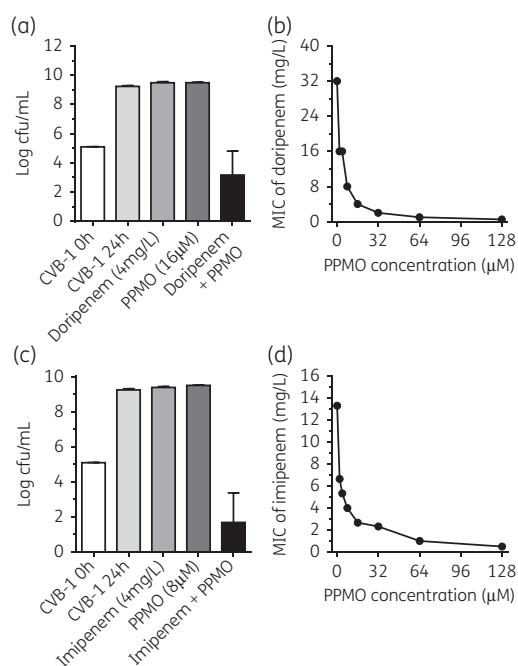 (a)
12
10
8
6
4
2
0
Log cfu/mL
CVB-1 0h
CVB-1 24h
Doripenem (4mg/L)
PPMO (16μM)
Doripenem
+ PPMO
(b)
40
32
24
16
8
0
MIC of doripenem (mg/L)
0 32 64 96 128
PPMO concentration (μM)
(c)
10
8
6
4
2
0
Log cfu/mL
CVB-1 0h
CVB-1 24h
Imipenem (4mg/L)
PPMO (8μM)
Imipenem + PPMO
(d)
16
14
12
10
8
6
4
2
0
MIC of imipenem (mg/L)
0 32 64 96 128
PPMO concentration (μM)